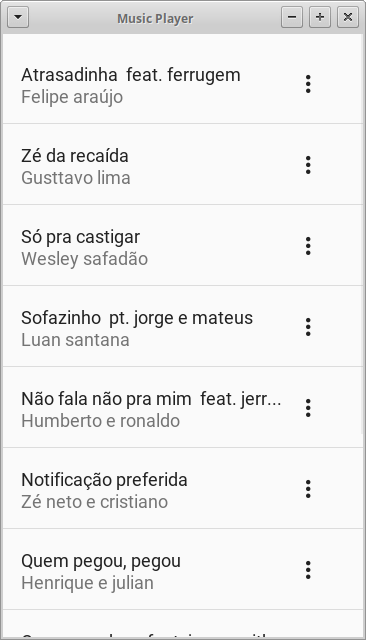 Music Player
Atrasadinha  feat. ferrugem
Felipe araújo
Zé da recaída
Gusttavo lima
Só pra castigar
Wesley safadão
Sofazinho  pt. jorge e mateus
Luan santana
Não fala não pra mim  feat. jerr...
Humberto e ronaldo
Notificação preferida
Zé neto e cristiano
Quem pegou, pegou
Henrique e julian